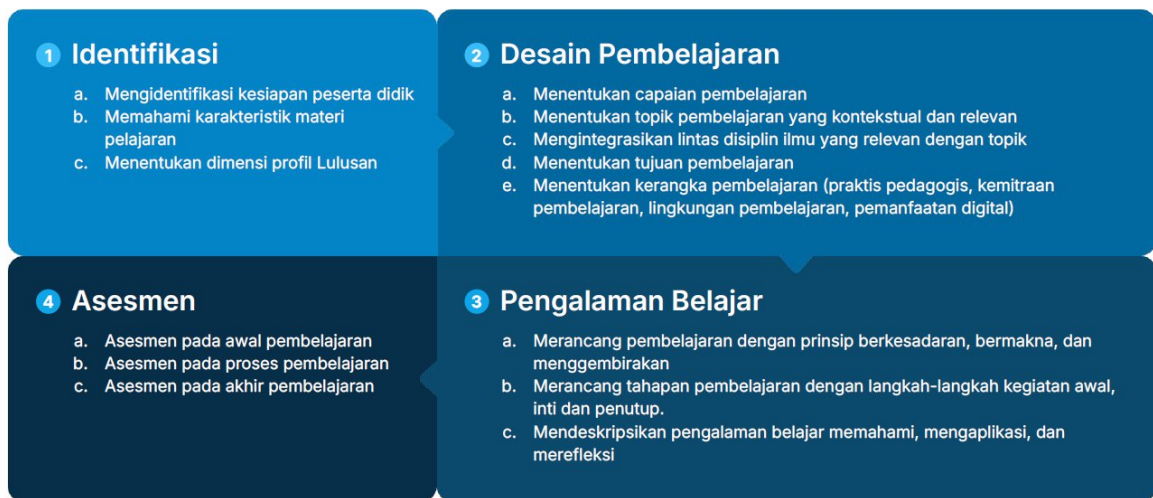 1 Identifikasi
a. Mengidentifikasi kesiapan peserta didik
b. Memahami karakteristik materi
pelajaran
c. Menentukan dimensi profil Lulusan
2 Desain Pembelajaran
a. Menentukan capaian pembelajaran
b. Menentukan topik pembelajaran yang kontekstual dan relevan
c. Mengintegrasikan lintas disiplin ilmu yang relevan dengan topik
d. Menentukan tujuan pembelajaran
e. Menentukan kerangka pembelajaran (praktis pedagogis, kemitraan
pembelajaran, lingkungan pembelajaran, pemanfaatan digital)
3 Pengalaman Belajar
a. Merancang pembelajaran dengan prinsip berkesadaran, bermakna, dan
menggembirakan
b. Merancang tahapan pembelajaran dengan langkah-langkah kegiatan awal,
inti dan penutup.
c. Mendeskripsikan pengalaman belajar memahami, mengaplikasi, dan
merefleksi
4 Asesmen
a. Asesmen pada awal pembelajaran
b. Asesmen pada proses pembelajaran
c. Asesmen pada akhir pembelajaran